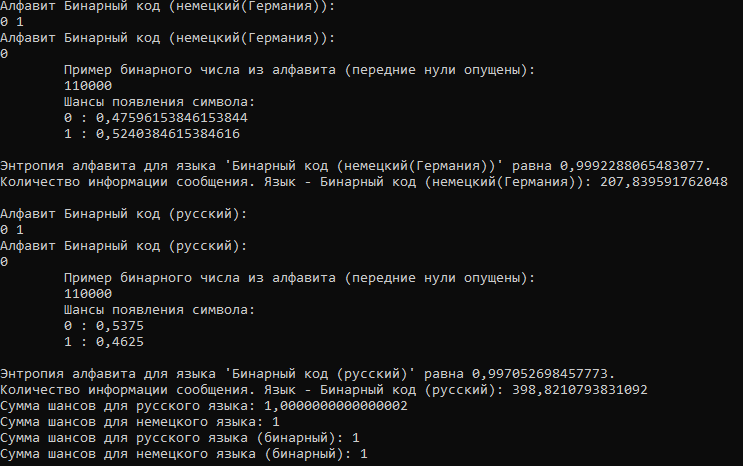 Алфавит Бинарный код (немецкий(Германия)):
0 1
Алфавит Бинарный код (немецкий(Германия)):
0
Пример бинарного числа из алфавита (передние нули опущены):
110000
Шансы появления символа:
0 : 0,47596153846153844
1 : 0,5240384615384616
Энтропия алфавита для языка 'Бинарный код (немецкий(Германия))' равна 0,9992288065483077.
Количество информации сообщения. Язык - Бинарный код (немецкий(Германия)): 207,839591762048
Алфавит Бинарный код (русский):
0 1
Алфавит Бинарный код (русский):
0
Пример бинарного числа из алфавита (передние нули опущены):
110000
Шансы появления символа:
0 : 0,5375
1 : 0,4625
Энтропия алфавита для языка 'Бинарный код (русский)' равна 0,997052698457773.
Количество информации сообщения. Язык - Бинарный код (русский): 398,8210793831092
Сумма шансов для русского языка: 1,0000000000000002
Сумма шансов для немецкого языка: 1
Сумма шансов для русского языка (бинарный): 1
Сумма шансов для немецкого языка (бинарный): 1